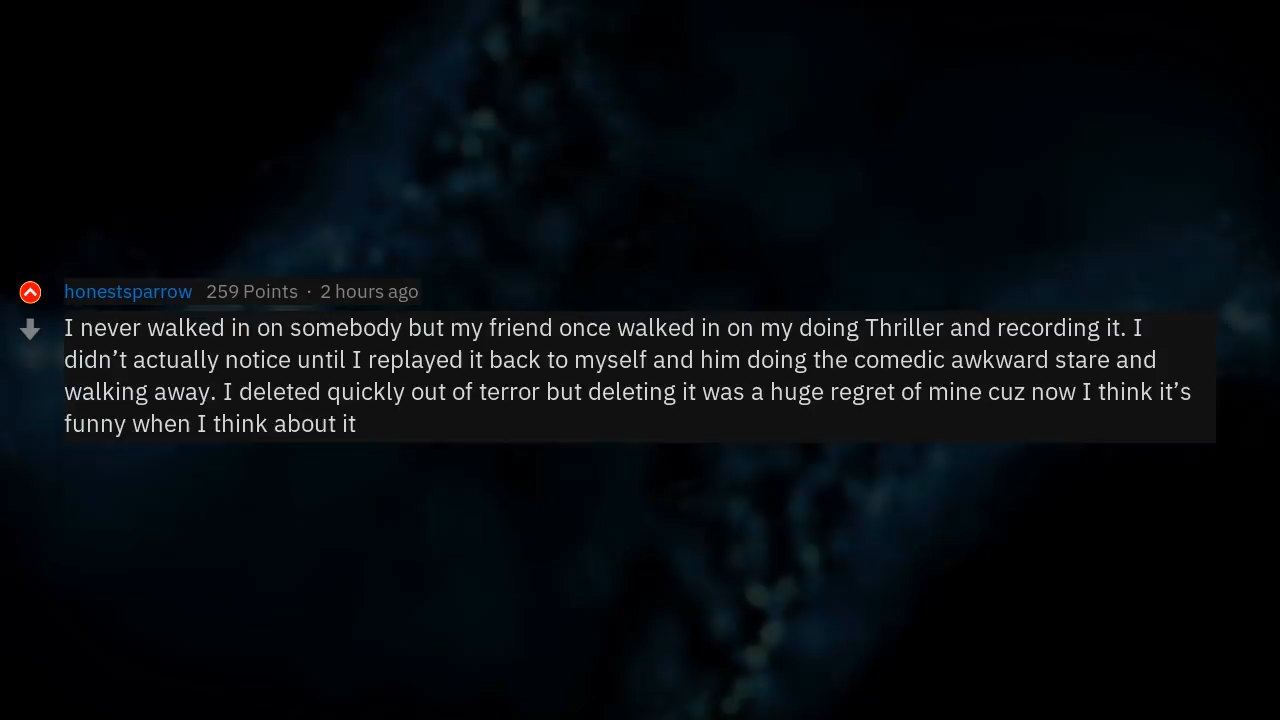 honestsparrow 259 Points · 2 hours ago
I never walked in on somebody but my friend once walked in on my doing Thriller and recording it. I
didn’t actually notice until I replayed it back to myself and him doing the comedic awkward stare and
walking away. I deleted quickly out of terror but deleting it was a huge regret of mine cuz now I think it’s
funny when I think about it